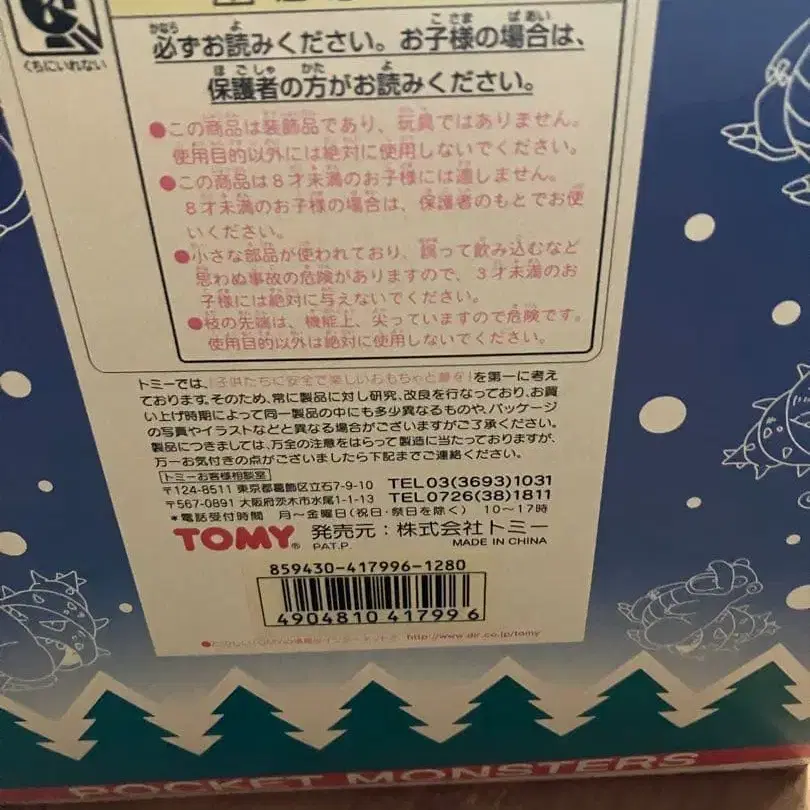 くちにいれない
必ずお読みください。お子様の場合は、
保護者の方がお読みください。
●この商品は装飾品であり、玩具ではありません。
使用目的以外には絶対に使用しないでください。
●この商品は8才未満のお子様には適しません。
8才未満のお子様の場合は、保護者のもとでお使
いください。
●小さな部品が使われており、誤って飲み込むなど
思わぬ事故の危険がありますので、3才未満のお
子様には絶対に与えないでください。
●枝の先端は、機能上、尖っていますので危険です。
使用目的以外は絶対に使用しないでください。
トミーでは、「子供たちに安全で楽しいおもちゃと夢を」を第一に考え
ております。そのため、常に製品に対し研究、改良を行なっており、お買
い上げ時期によって同一製品の中にも多少異なるものや、パッケージ
の写真やイラストなどと異なる場合がございますがご了承ください。
製品につきましては、万全の注意をはらって製造に当たっておりますが、
万一お気付きの点がございましたら下記までご連絡ください。
トミーお客様相談室
〒124-8511 東京都葛飾区立石7-9-10 TEL03(3693)1031
〒567-0891 大阪府茨木市水尾1-1-13 TEL0726(38)1811
＊電話受付時間 月～金曜日(祝日・祭日を除く) 10～17時
TOMY® 発売元：株式会社トミー
PAT.P. MADE IN CHINA
859430-417996-1280
4904810 417996
http://www.dir.co.jp/tomy
POCKET MONSTERS